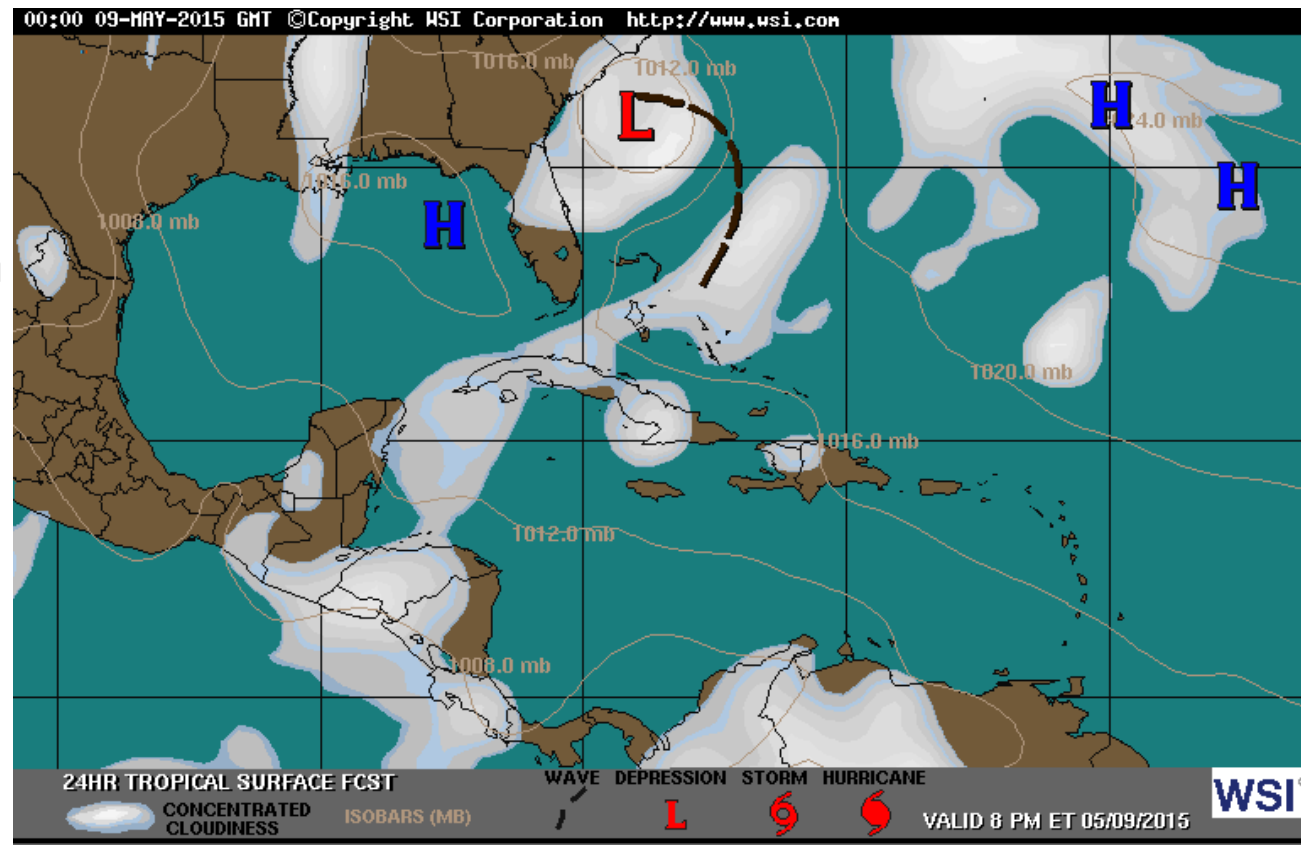 00:00 09-MAY-2015 GMT ©Copyright WSI Corporation http://www.wsi.com
1016.0 mb
1012.0 mb
L
H
1024.0 mb
1016.0 mb
H
H
1008.0 mb
1020.0 mb
1016.0 mb
1012.0 mb
1008.0 mb
24HR TROPICAL SURFACE FCST
WAVE DEPRESSION STORM HURRICANE
CONCENTRATED
CLOUDINESS
ISOBARS (MB)
L
VALID 8 PM ET 05/09/2015
WSI